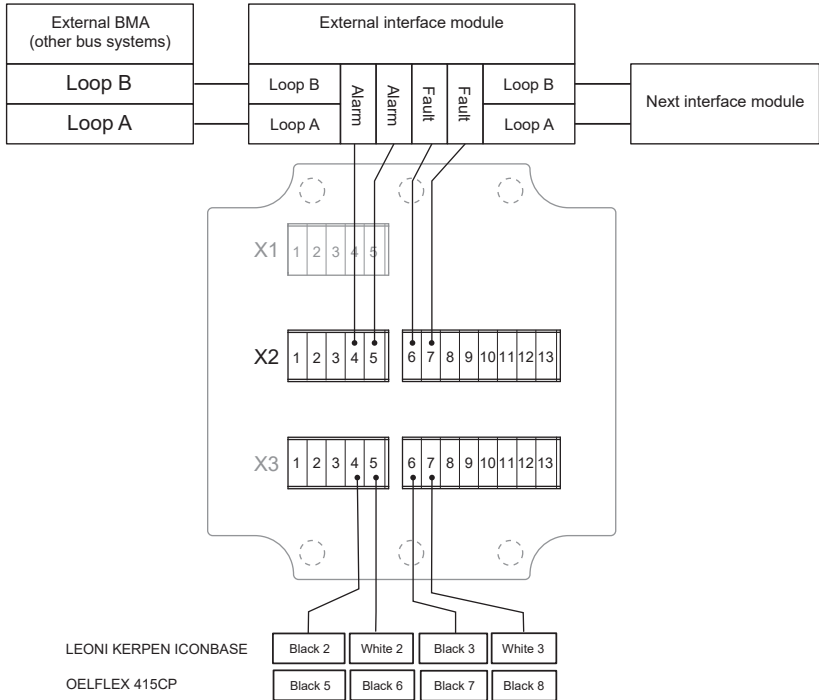 External BMA
(other bus systems)
External interface module
Loop B
Loop B
Alarm
Alarm
Fault
Fault
Loop B
Next interface module
Loop A
Loop A
Loop A
X1 1 2 3 4 5
X2 1 2 3 4 5 6 7 8 9 10 11 12 13
X3 1 2 3 4 5 6 7 8 9 10 11 12 13
LEONI KERPEN ICONBASE Black 2 White 2 Black 3 White 3
OELFLEX 415CP Black 5 Black 6 Black 7 Black 8